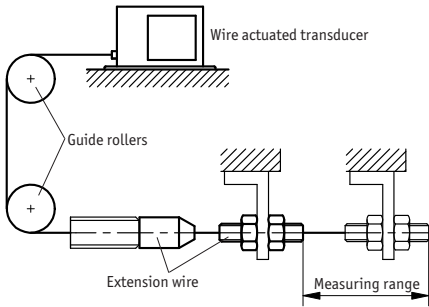 Wire actuated transducer
Guide rollers
Extension wire
Measuring range